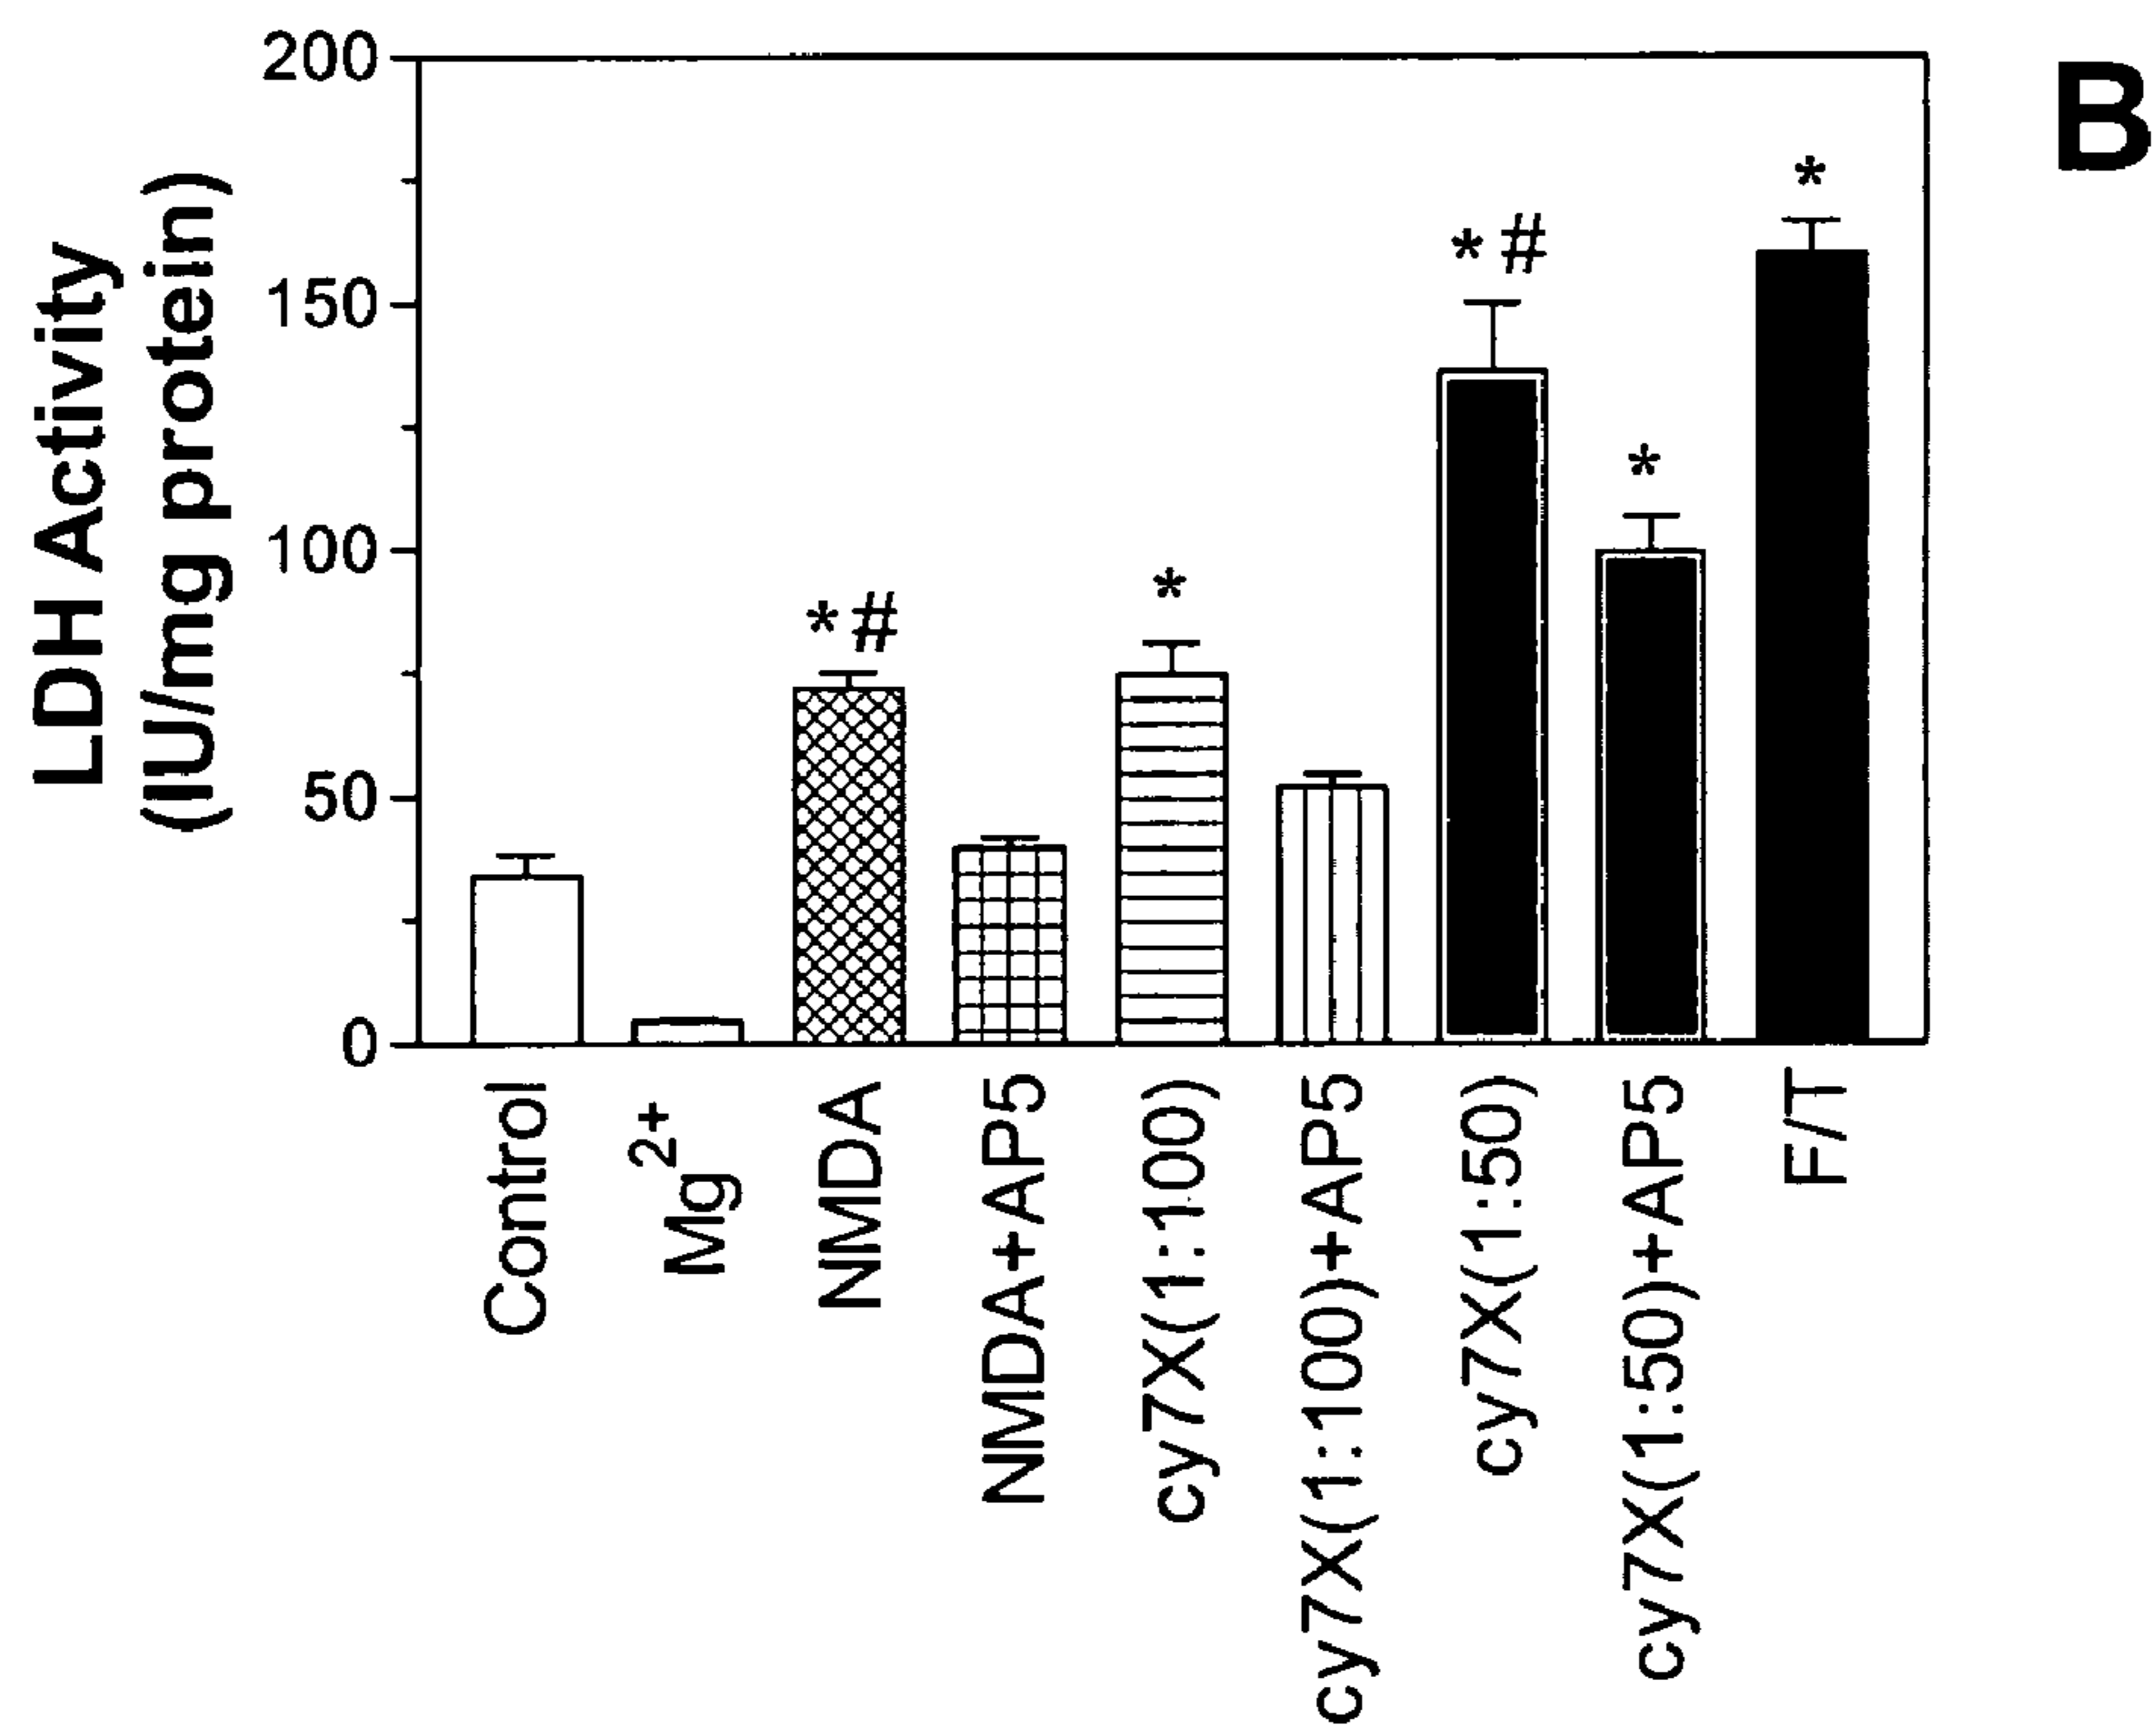 B
LDH Activity
(IU/mg protein)
200
150
100
50
0
*#
*
*#
*
*
Control
Mg²⁺
NMDA
NMDA+AP5
cy7X(1:100)
cy7X(1:100)+AP5
cy7X(1:50)
cy7X(1:50)+AP5
F/T